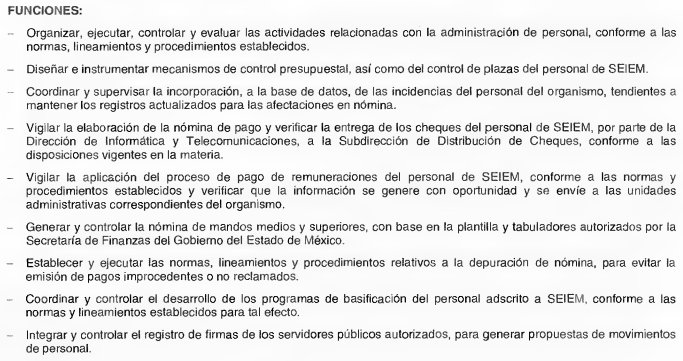 FUNCIONES:
– Organizar, ejecutar, controlar y evaluar las actividades relacionadas con la administración de personal, conforme a las
normas, lineamientos y procedimientos establecidos.
– Diseñar e instrumentar mecanismos de control presupuestal, así como del control de plazas del personal de SEIEM.
– Coordinar y supervisar la incorporación, a la base de datos, de las incidencias del personal del organismo, tendientes a
mantener los registros actualizados para las afectaciones en nómina.
– Vigilar la elaboración de la nómina de pago y verificar la entrega de los cheques del personal de SEIEM, por parte de la
Dirección de Informática y Telecomunicaciones, a la Subdirección de Distribución de Cheques, conforme a las
disposiciones vigentes en la materia.
– Vigilar la aplicación del proceso de pago de remuneraciones del personal de SEIEM, conforme a las normas y
procedimientos establecidos y verificar que la información se genere con oportunidad y se envíe a las unidades
administrativas correspondientes del organismo.
– Generar y controlar la nómina de mandos medios y superiores, con base en la plantilla y tabuladores autorizados por la
Secretaría de Finanzas del Gobierno del Estado de México.
– Establecer y ejecutar las normas, lineamientos y procedimientos relativos a la depuración de nómina, para evitar la
emisión de pagos improcedentes o no reclamados.
– Coordinar y controlar el desarrollo de los programas de basificación del personal adscrito a SEIEM, conforme a las
normas y lineamientos establecidos para tal efecto.
– Integrar y controlar el registro de firmas de los servidores públicos autorizados, para generar propuestas de movimientos
de personal.